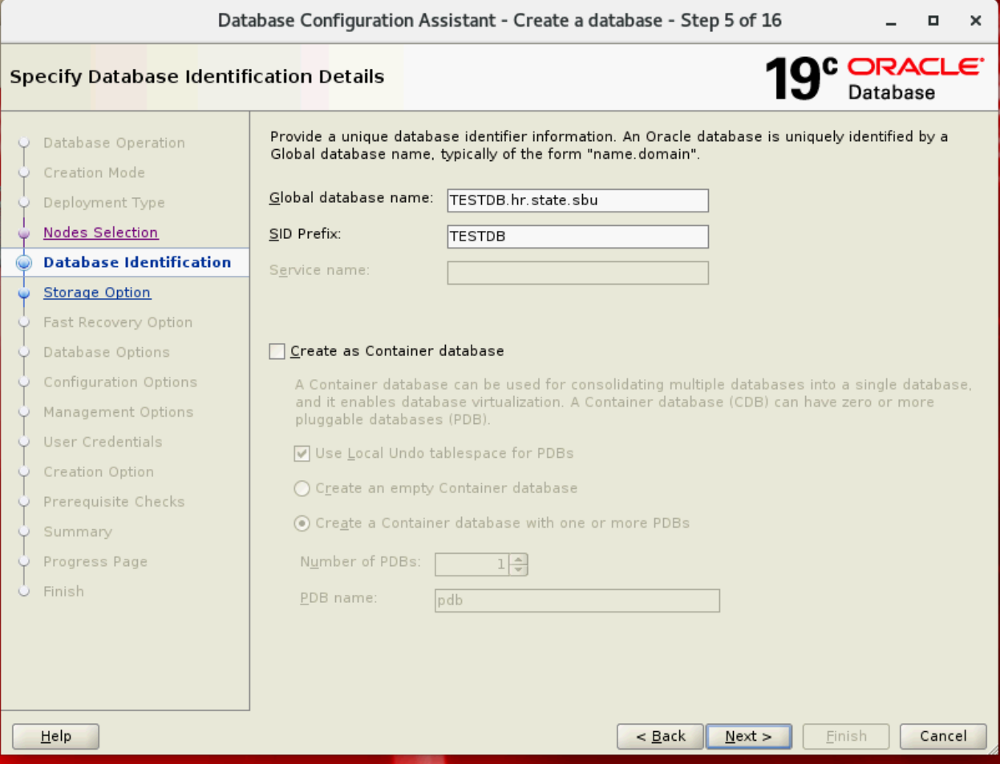 Database Configuration Assistant - Create a database - Step 5 of 16
Specify Database Identification Details
19c ORACLE
Database
Database Operation
Creation Mode
Deployment Type
Nodes Selection
Database Identification
Storage Option
Fast Recovery Option
Database Options
Configuration Options
Management Options
User Credentials
Creation Option
Prerequisite Checks
Summary
Progress Page
Finish
Provide a unique database identifier information. An Oracle database is uniquely identified by a
Global database name, typically of the form "name.domain".
Global database name: TESTDB.hr.state.sbu
SID Prefix: TESTDB
Service name:
Create as Container database
A Container database can be used for consolidating multiple databases into a single database,
and it enables database virtualization. A Container database (CDB) can have zero or more
pluggable databases (PDB).
Use Local Undo tablespace for PDBs
Create an empty Container database
Create a Container database with one or more PDBs
Number of PDBs: 1
PDB name: pdb
Help
< Back
Next >
Finish
Cancel